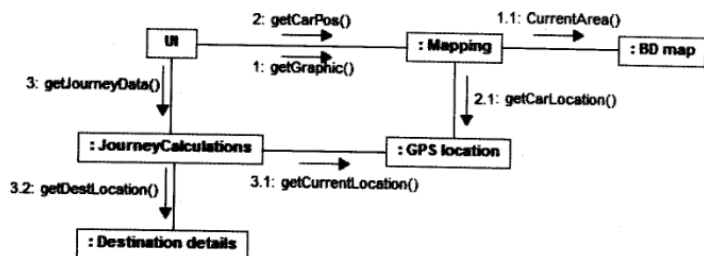 2: getCarPos()
1.1: CurrentArea()
UI
: Mapping
: BD map
1: getGraphic()
3: getJourneyData()
2.1: getCarLocation()
: JourneyCalculations
: GPS location
3.2: getDestLocation()
3.1: getCurrentLocation()
: Destination details